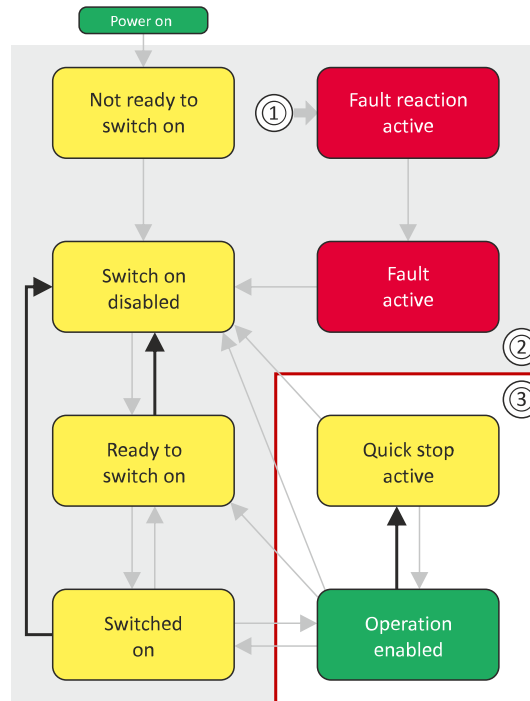 Power on
Not ready to
switch on
1
Fault reaction
active
Switch on
disabled
Fault
active
2
3
Ready to
switch on
Quick stop
active
Switched
on
Operation
enabled